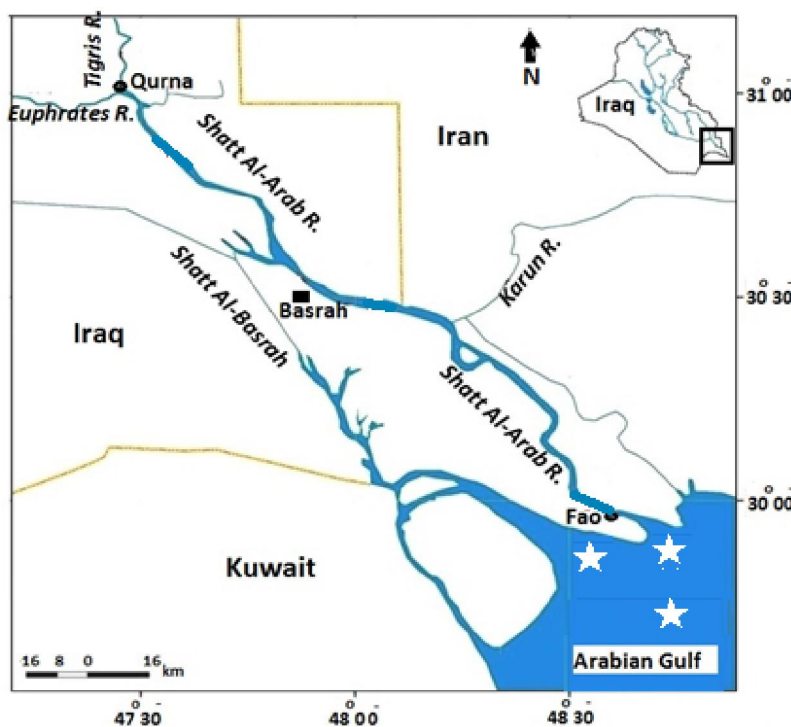 Tigris R.
Qurna
Euphrates R.
Shatt Al-Arab R.
Iran
N
Iraq
31 00
Karun R.
Shatt Al-Basrah
Basrah
30 30
Iraq
Shatt Al-Arab R.
Fao
30 00
Kuwait
Arabian Gulf
16 8 0 16
km
47 30
48 00
48 30